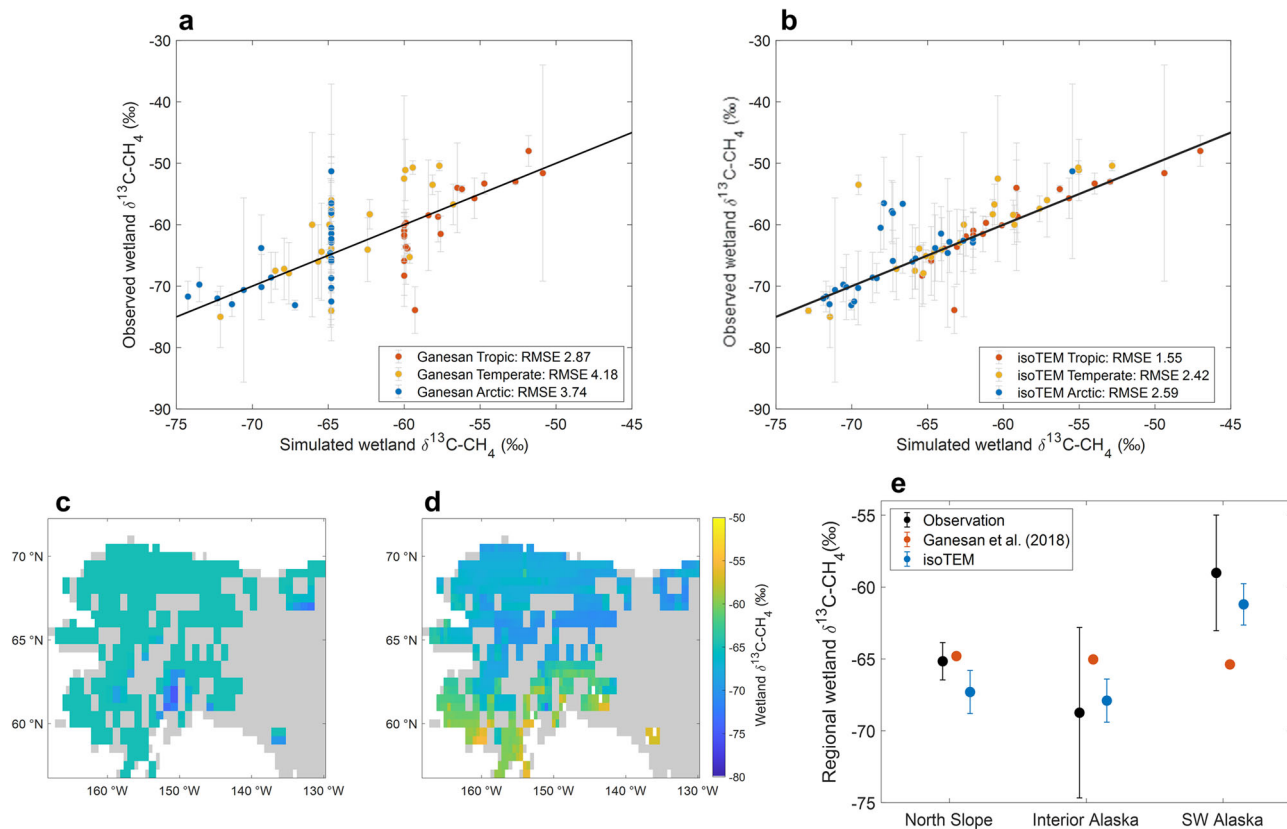 a
-30
-40
-50
-60
-70
-80
-90
Observed wetland δ13C-CH4 (‰)
Ganesan Tropic: RMSE 2.87
Ganesan Temperate: RMSE 4.18
Ganesan Arctic: RMSE 3.74
-75 -70 -65 -60 -55 -50 -45
Simulated wetland δ13C-CH4 (‰)
b
-30
-40
-50
-60
-70
-80
-90
Observed wetland δ13C-CH4 (‰)
isoTEM Tropic: RMSE 1.55
isoTEM Temperate: RMSE 2.42
isoTEM Arctic: RMSE 2.59
-75 -70 -65 -60 -55 -50 -45
Simulated wetland δ13C-CH4 (‰)
c
70 °N
65 °N
60 °N
160 °W 150 °W 140 °W 130 °W
d
70 °N
65 °N
60 °N
160 °W 150 °W 140 °W 130 °W
-50
-55
-60
-65
-70
-75
-80
Wetland δ13C-CH4 (‰)
e
Observation
Ganesan et al. (2018)
isoTEM
-55
-60
-65
-70
-75
Regional wetland δ13C-CH4(‰)
North Slope Interior Alaska SW Alaska